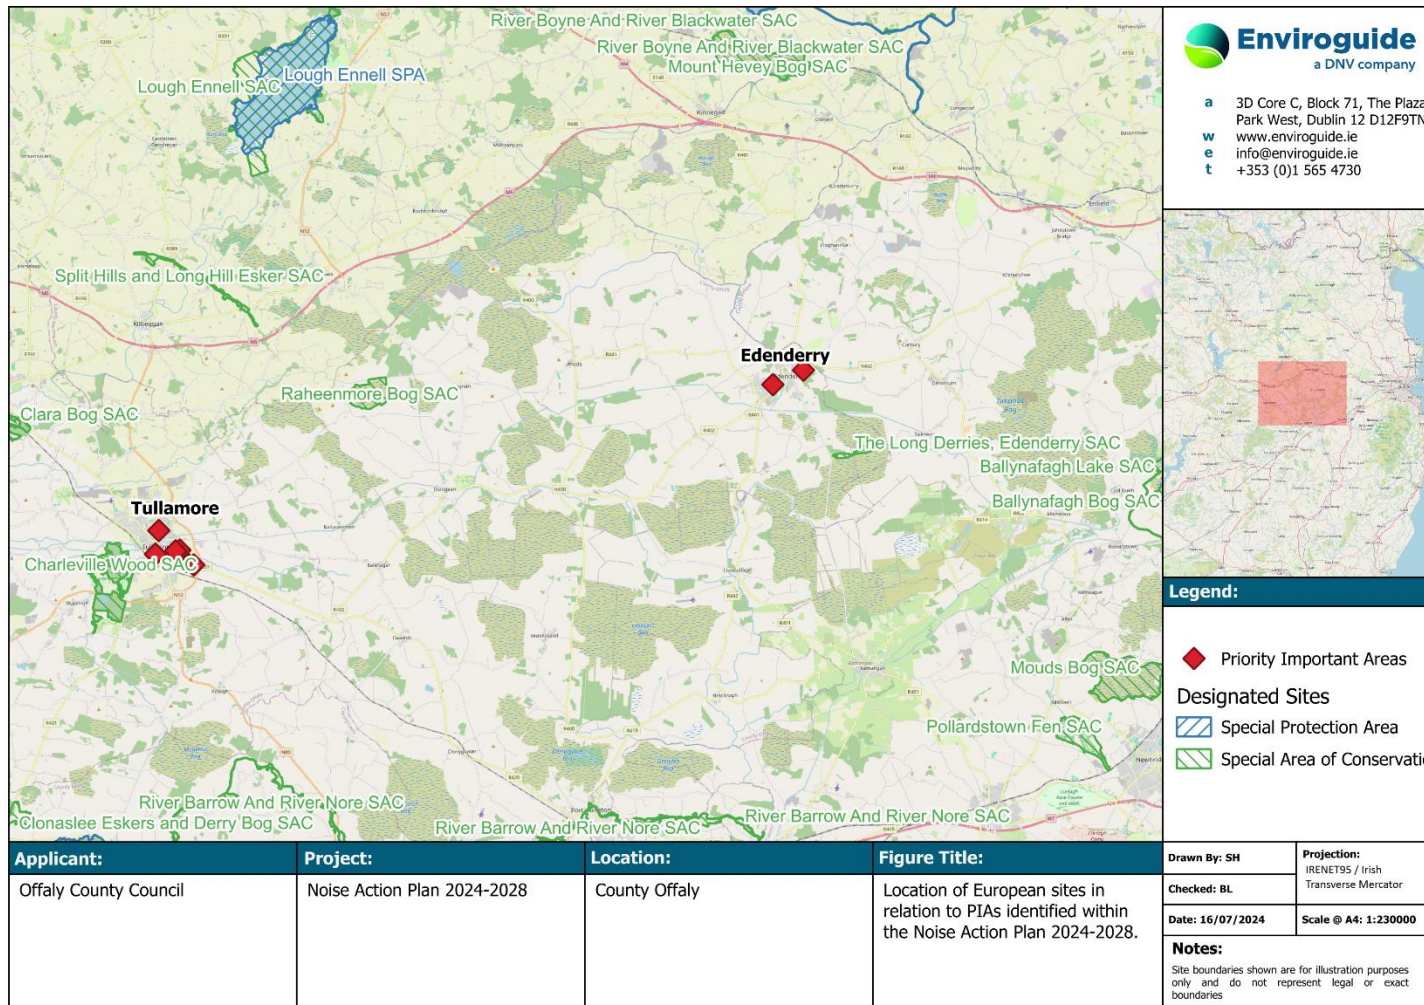 River Boyne And River Blackwater SAC
River Boyne And River Blackwater SAC
Mount Hevey Bog SAC
Lough Ennell SPA
Lough Ennell SAC
Kinnegad
Split Hills and Long Hill Esker SAC
Kilbeggan
Edenderry
Raheenmore Bog SAC
Clara Bog SAC
The Long Derries, Edenderry SAC
Ballynafagh Lake SAC
Ballynafagh Bog SAC
Tullamore
Charleville Wood SAC
Mouds Bog SAC
Pollardstown Fen SAC
River Barrow And River Nore SAC
Clonaslee Eskers and Derry Bog SAC
River Barrow And River Nore SAC
River Barrow And River Nore SAC
Enviroguide
a DNV company
a 3D Core C, Block 71, The Plaza
Park West, Dublin 12 D12F9TN
w www.enviroguide.ie
e info@enviroguide.ie
t +353 (0)1 565 4730
Legend:
Priority Important Areas
Designated Sites
Special Protection Area
Special Area of Conservati
Applicant:
Offaly County Council
Project:
Noise Action Plan 2024-2028
Location:
County Offaly
Figure Title:
Location of European sites in
relation to PIAs identified within
the Noise Action Plan 2024-2028.
Drawn By: SH
Checked: BL
Date: 16/07/2024
Projection:
IRENET95 / Irish
Transverse Mercator
Scale @ A4: 1:230000
Notes:
Site boundaries shown are for illustration purposes
only and do not represent legal or exact
boundaries